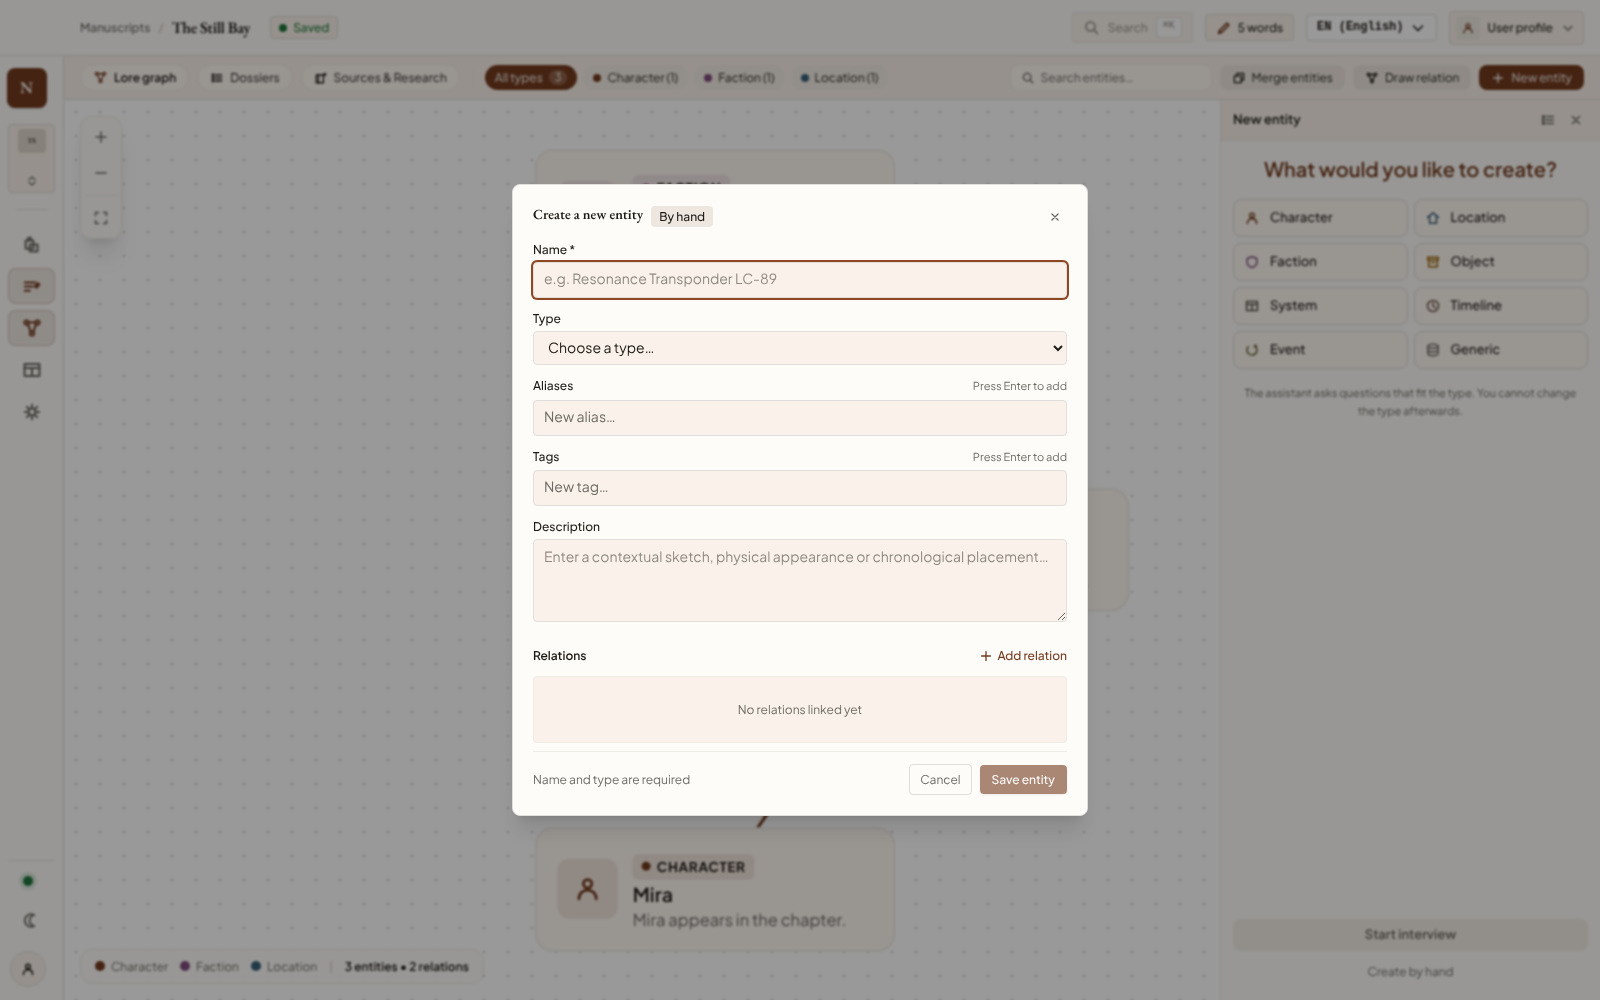 Manuscripts / The Still Bay
Saved
Search ⌘K
5 words
EN (English)
User profile
N
Lore graph
Dossiers
Sources & Research
All types 3
Character (1)
Faction (1)
Location (1)
Search entities...
Merge entities
Draw relation
New entity
New entity
What would you like to create?
Character
Location
Faction
Object
System
Timeline
Event
Generic
The assistant asks questions that fit the type. You cannot change
the type afterwards.
Start interview
Create by hand
FACTION
Create a new entity
By hand
Name *
e.g. Resonance Transponder LC-89
Type
Choose a type...
Aliases
Press Enter to add
New alias...
Tags
Press Enter to add
New tag...
Description
Enter a contextual sketch, physical appearance or chronological placement...
Relations
+ Add relation
No relations linked yet
Name and type are required
Cancel
Save entity
CHARACTER
Mira
Mira appears in the chapter.
Character
Faction
Location
3 entities • 2 relations